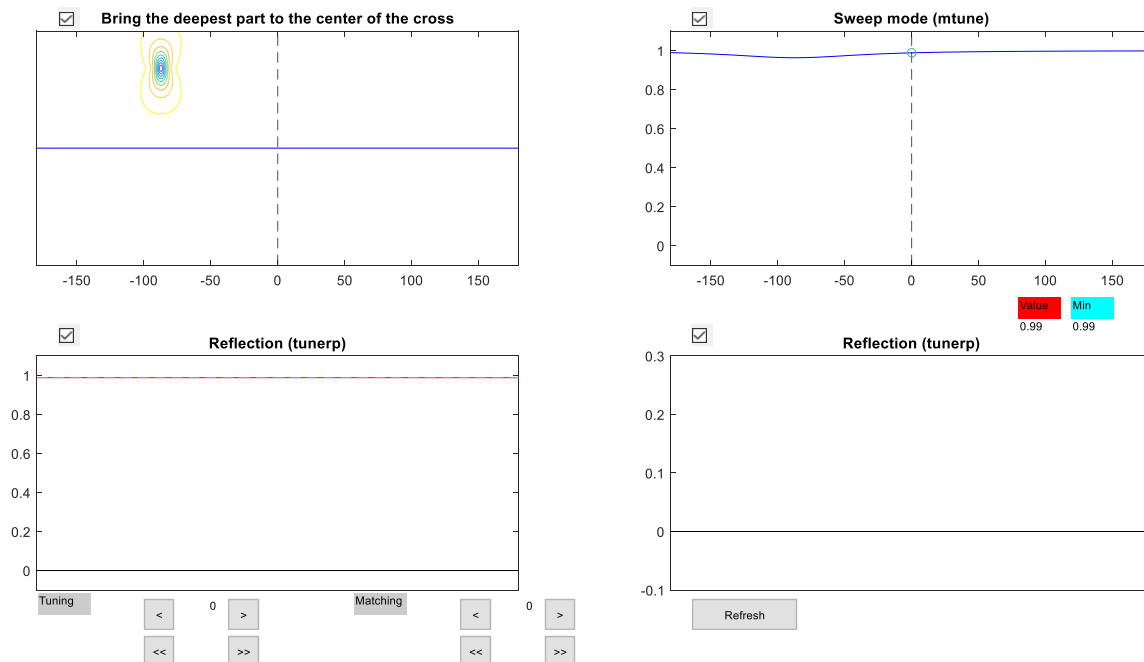 Bring the deepest part to the center of the cross
-150 -100 -50 0 50 100 150
Sweep mode (mtune)
1
0.8
0.6
0.4
0.2
0
-150 -100 -50 0 50 100 150
Value Min
0.99 0.99
Reflection (tunerp)
1
0.8
0.6
0.4
0.2
0
Reflection (tunerp)
0.3
0.2
0.1
0
-0.1
Tuning < 0 >
<< >>
Matching < 0 >
<< >>
Refresh